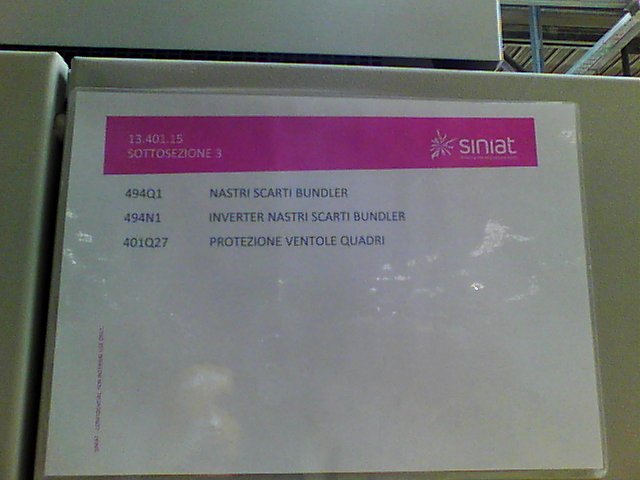 13.401.15
SOTTOSEZIONE 3
siniat
494Q1 NASTRI SCARTI BUNDLER
494N1 INVERTER NASTRI SCARTI BUNDLER
401Q27 PROTEZIONE VENTOLE QUADRI